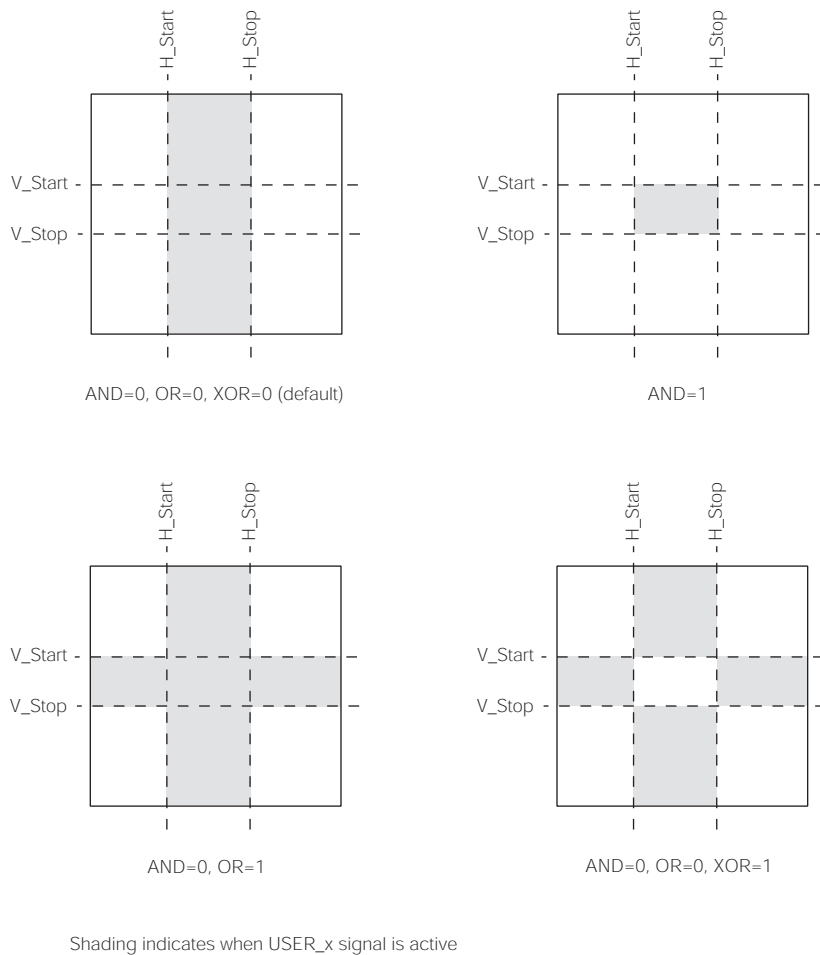 H_Start
H_Stop
V_Start
V_Stop
AND=0, OR=0, XOR=0 (default)
H_Start
H_Stop
V_Start
V_Stop
AND=1
H_Start
H_Stop
V_Start
V_Stop
AND=0, OR=1
H_Start
H_Stop
V_Start
V_Stop
AND=0, OR=0, XOR=1
Shading indicates when USER_x signal is active